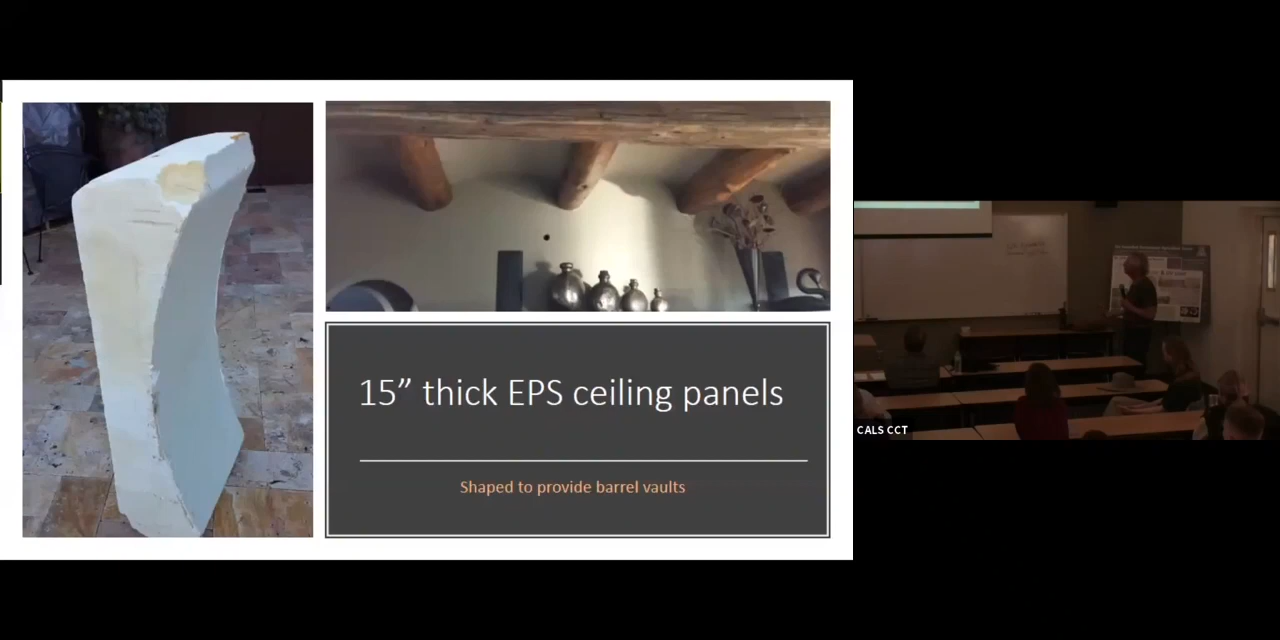 15” thick EPS ceiling panels
Shaped to provide barrel vaults
CALS CCT